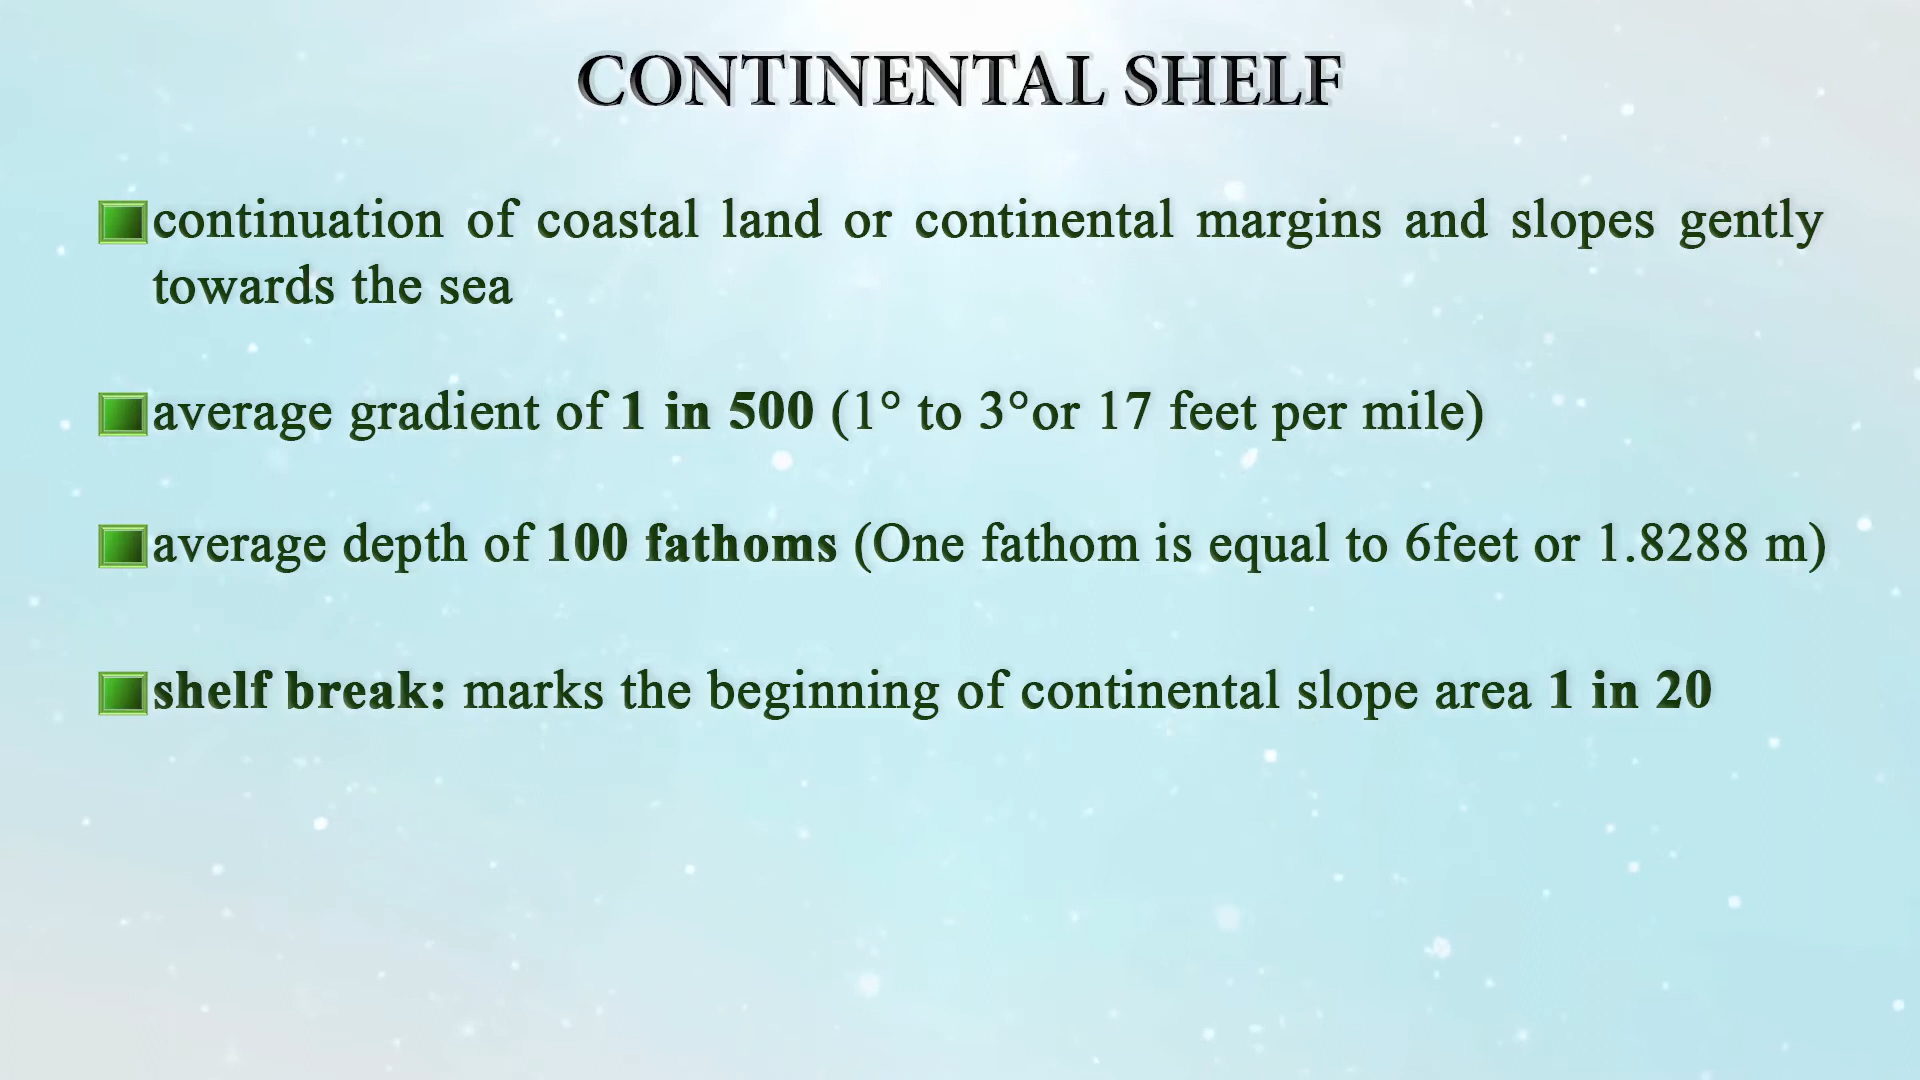 CONTINENTAL SHELF
continuation of coastal land or continental margins and slopes gently
towards the sea
average gradient of 1 in 500 (1° to 3°or 17 feet per mile)
average depth of 100 fathoms (One fathom is equal to 6feet or 1.8288 m)
shelf break: marks the beginning of continental slope area 1 in 20